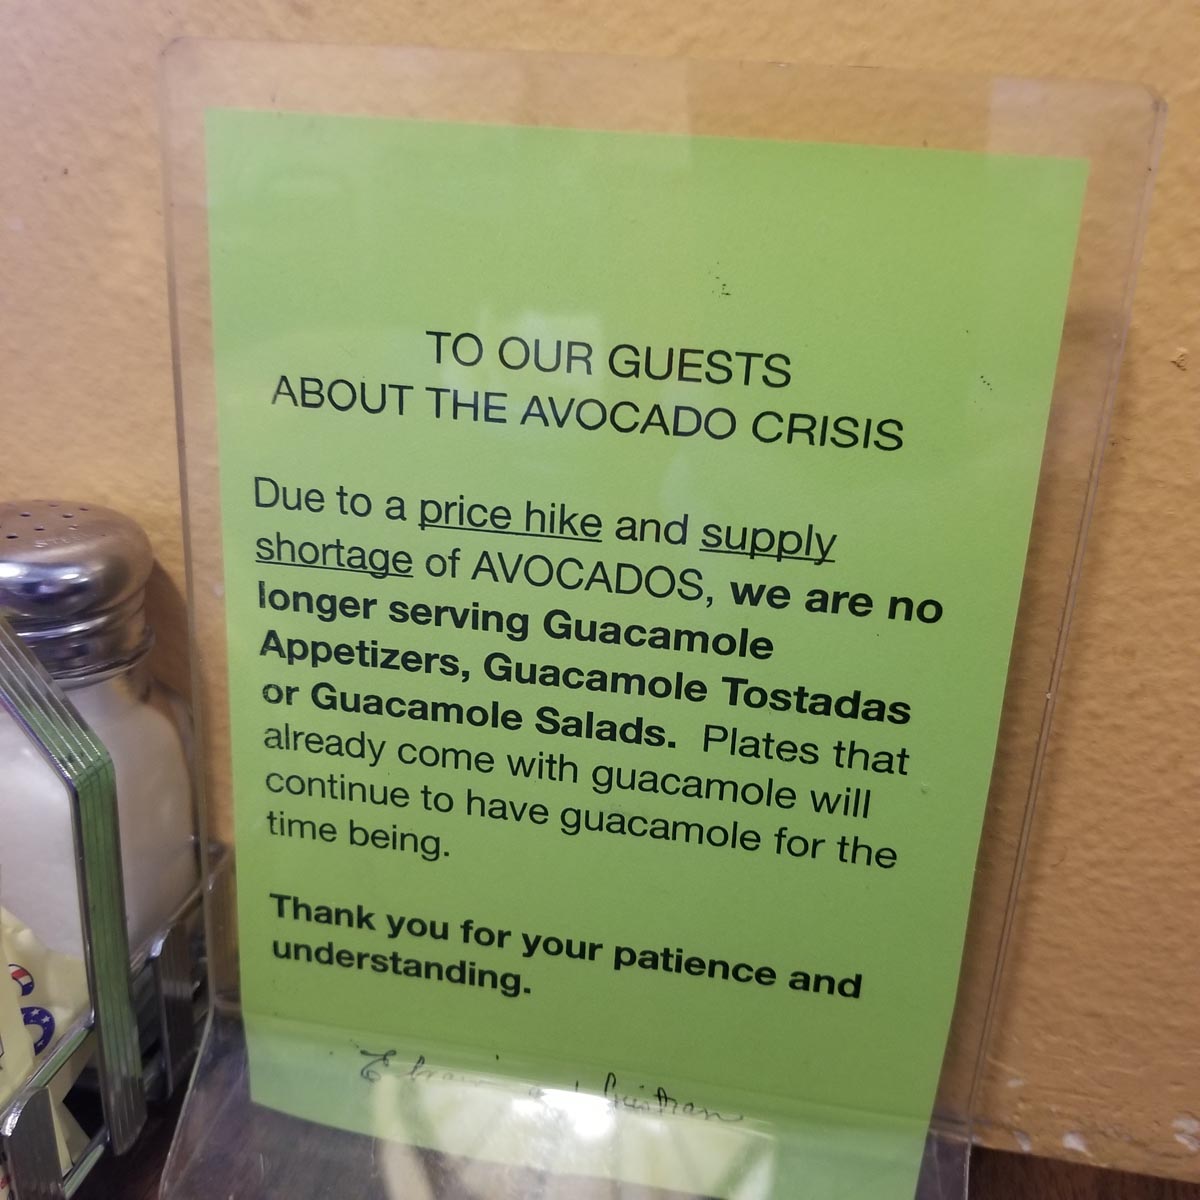 TO OUR GUESTS
ABOUT THE AVOCADO CRISIS
Due to a price hike and supply
shortage of AVOCADOS, we are no
longer serving Guacamole
Appetizers, Guacamole Tostadas
or Guacamole Salads. Plates that
already come with guacamole will
continue to have guacamole for the
time being.
Thank you for your patience and
understanding.